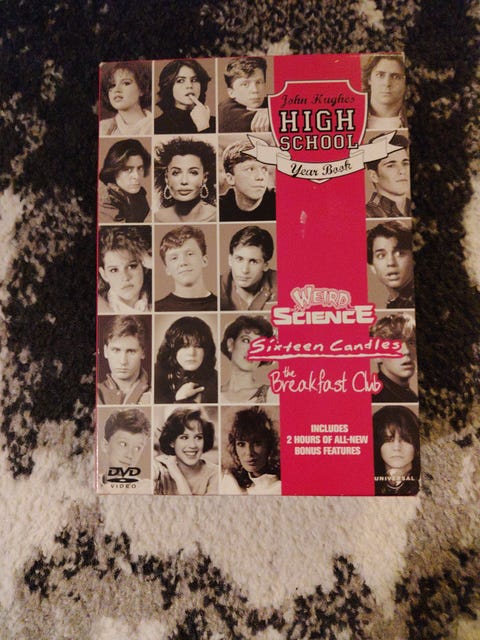 John Hughes
HIGH
SCHOOL
Year Book
WEIRD
SCIENCE
Sixteen Candles
the
Breakfast Club
INCLUDES
2 HOURS OF ALL-NEW
BONUS FEATURES
DVD
VIDEO
UNIVERSAL